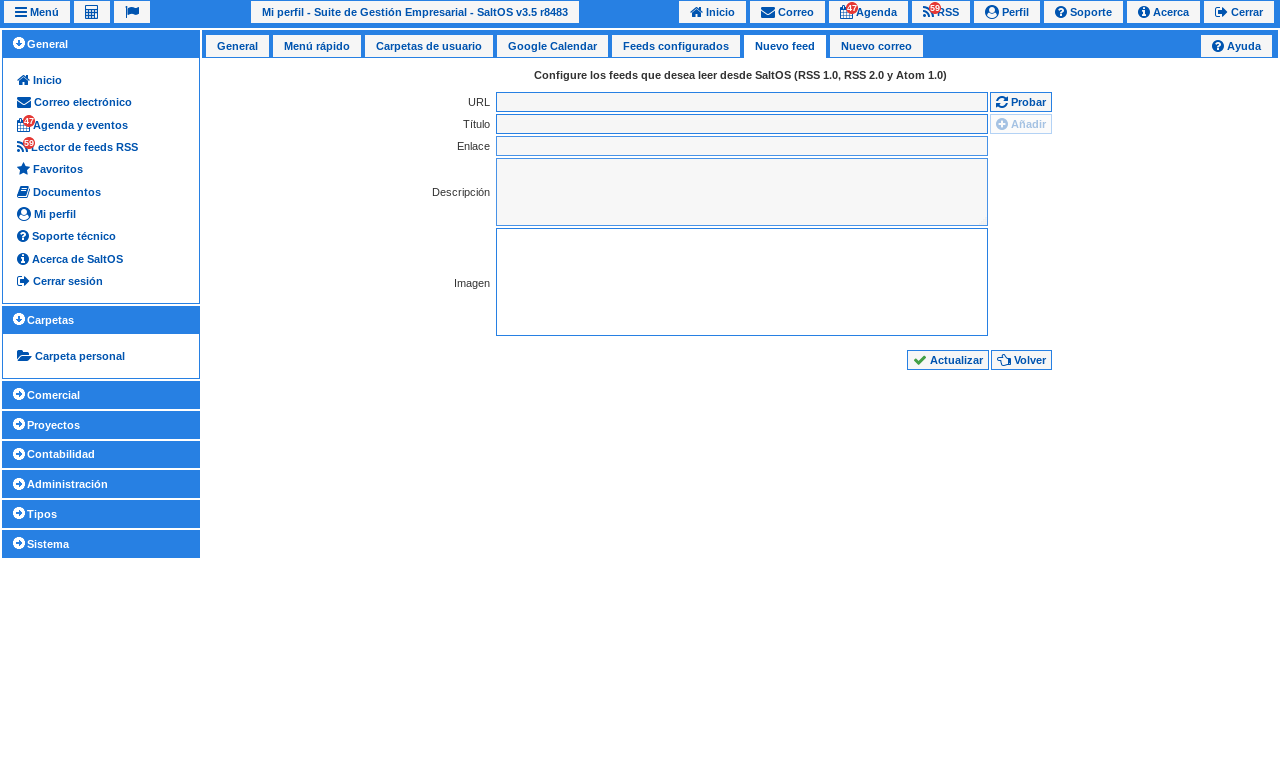 Menú
Mi perfil - Suite de Gestión Empresarial - SaltOS v3.5 r8483
Inicio
Correo
47 Agenda
59 RSS
Perfil
Soporte
Acerca
Cerrar
General
Inicio
Correo electrónico
47 Agenda y eventos
59 Lector de feeds RSS
Favoritos
Documentos
Mi perfil
Soporte técnico
Acerca de SaltOS
Cerrar sesión
Carpetas
Carpeta personal
Comercial
Proyectos
Contabilidad
Administración
Tipos
Sistema
General
Menú rápido
Carpetas de usuario
Google Calendar
Feeds configurados
Nuevo feed
Nuevo correo
Ayuda
Configure los feeds que desea leer desde SaltOS (RSS 1.0, RSS 2.0 y Atom 1.0)
URL
Probar
Título
Añadir
Enlace
Descripción
Imagen
Actualizar
Volver